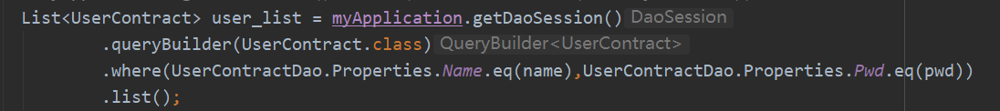 List<UserContract> user_list = myApplication.getDaoSession() DaoSession
.queryBuilder(UserContract.class) QueryBuilder<UserContract>
.where(UserContractDao.Properties.Name.eq(name),UserContractDao.Properties.Pwd.eq(pwd))
.list();